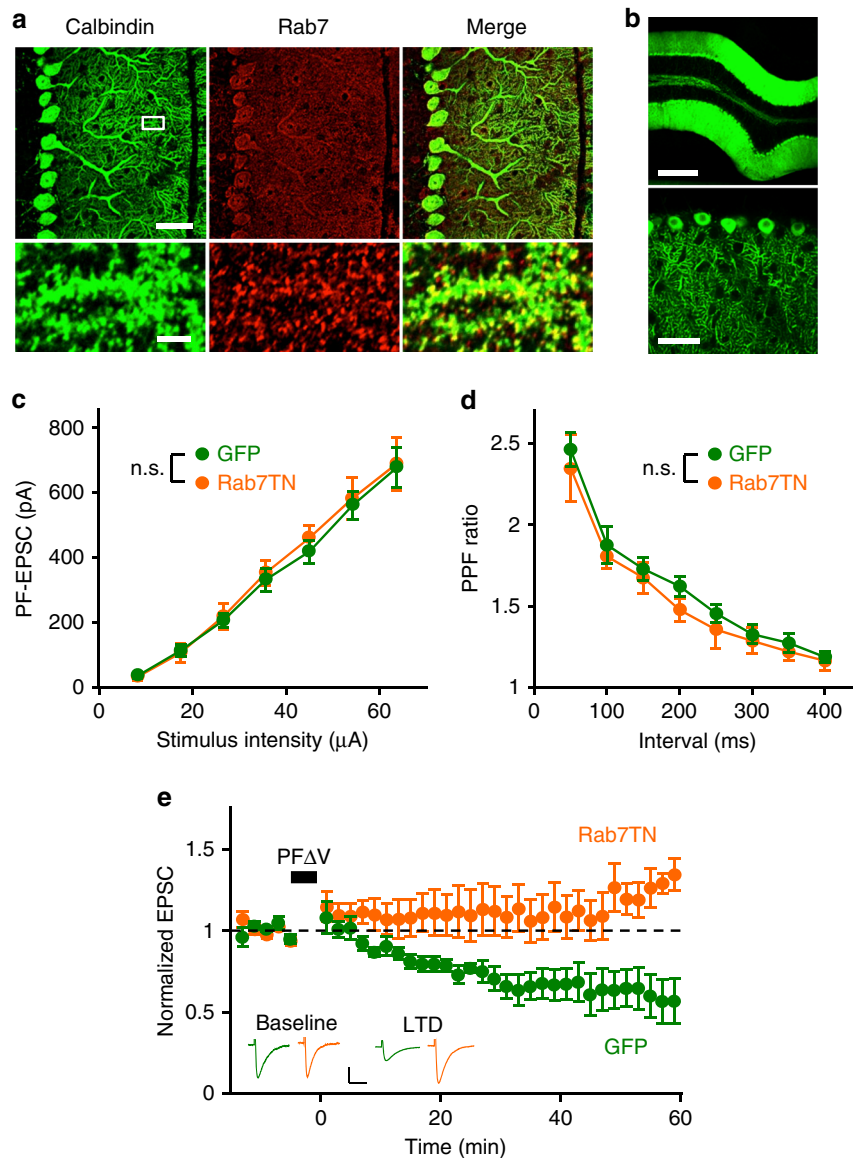 a
Calbindin Rab7 Merge
b
c
800
600
400
200
0
PF-EPSC (pA)
n.s.
GFP
Rab7TN
0 20 40 60
Stimulus intensity (μA)
d
2.5
2
1.5
1
PPF ratio
n.s.
GFP
Rab7TN
0 100 200 300 400
Interval (ms)
e
1.5
1
0.5
0
Normalized EPSC
PFΔV
Rab7TN
GFP
Baseline LTD
0 20 40 60
Time (min)